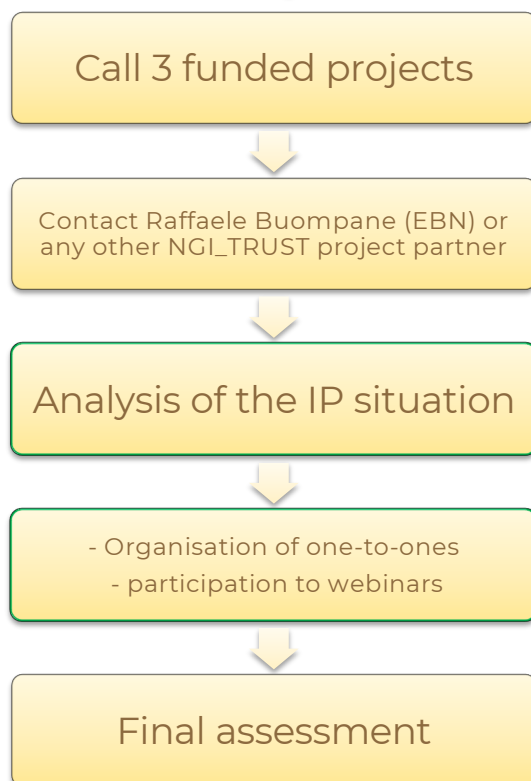 Call 3 funded projects
Contact Raffaele Buompane (EBN) or
any other NGI_TRUST project partner
Analysis of the IP situation
- Organisation of one-to-ones
- participation to webinars
Final assessment